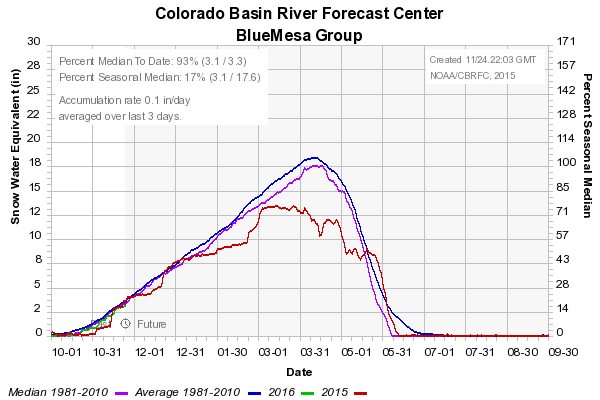 Colorado Basin River Forecast Center
BlueMesa Group
Percent Median To Date: 93% (3.1 / 3.3)
Percent Seasonal Median: 17% (3.1 / 17.6)
Accumulation rate 0.1 in/day
averaged over last 3 days.
Created 11/24.22:03 GMT
NOAA/CBRFC, 2015
Snow Water Equivalent (in)
30
28
25
22
20
18
15
12
10
8
5
2
0
171
156
142
128
114
100
85
71
57
43
28
14
0
Percent Seasonal Median
Future
10-01 10-31 12-01 12-31 01-30 03-01 03-31 05-01 05-31 07-01 07-31 08-30 09-30
Date
Median 1981-2010 Average 1981-2010 2016 2015